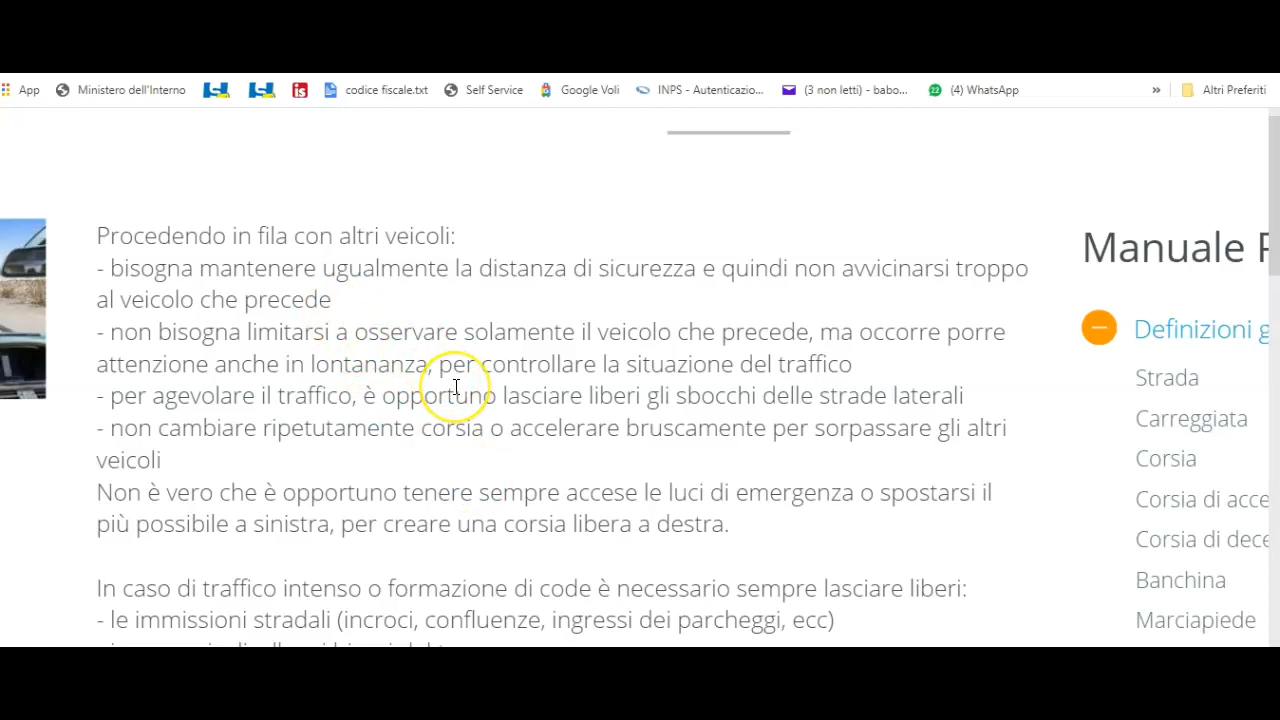 App
Ministero dell'Interno
codice fiscale.txt
Self Service
Google Voli
INPS - Autenticazio...
(3 non letti) - babo...
(4) WhatsApp
»
Altri Preferiti
Procedendo in fila con altri veicoli:
- bisogna mantenere ugualmente la distanza di sicurezza e quindi non avvicinarsi troppo
al veicolo che precede
- non bisogna limitarsi a osservare solamente il veicolo che precede, ma occorre porre
attenzione anche in lontananza, per controllare la situazione del traffico
- per agevolare il traffico, è opportuno lasciare liberi gli sbocchi delle strade laterali
- non cambiare ripetutamente corsia o accelerare bruscamente per sorpassare gli altri
veicoli
Non è vero che è opportuno tenere sempre accese le luci di emergenza o spostarsi il
più possibile a sinistra, per creare una corsia libera a destra.
In caso di traffico intenso o formazione di code è necessario sempre lasciare liberi:
- le immissioni stradali (incroci, confluenze, ingressi dei parcheggi, ecc)
Manuale P
Definizioni g
Strada
Carreggiata
Corsia
Corsia di acce
Corsia di dece
Banchina
Marciapiede